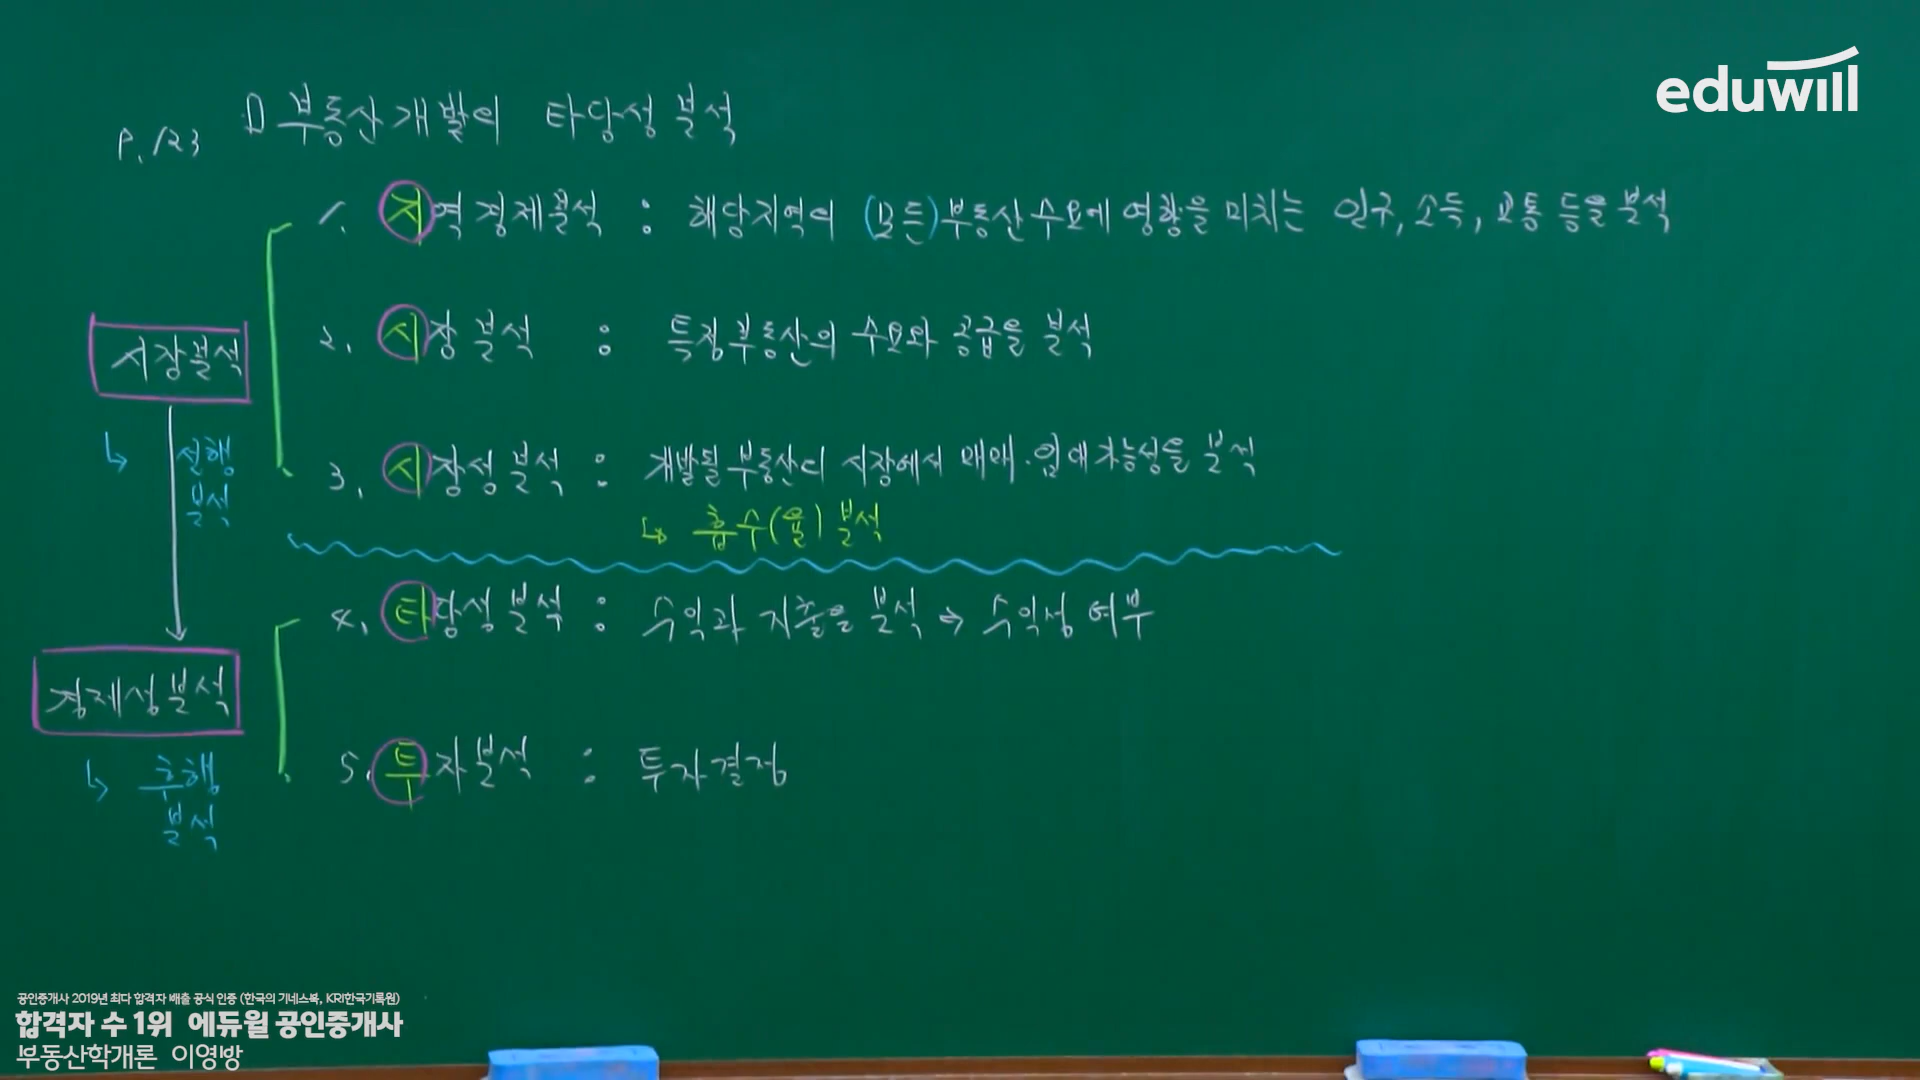 eduwill
P.123 1) 부동산개발의 타당성 분석
1. 지역경제분석 : 해당지역의 (모든)부동산수요에 영향을 미치는 인구, 소득, 교통 등을 분석
2. 시장분석 : 특정부동산의 수요와 공급을 분석
시장분석
↳ 선행
분석
3. 시장성분석 : 개발된 부동산이 시장에서 매매·임대가능성을 분석
↳ 흡수(율) 분석
4. 타당성분석 : 수익과 지출을 분석 → 수익성 여부
경제성분석
↳ 후행
분석
5. 투자분석 : 투자결정
공인중개사 2019년 최다 합격자 배출 공식 인증 (한국의 기네스북, KRI한국기록원)
합격자 수 1위 에듀윌 공인중개사
부동산학개론 이영방